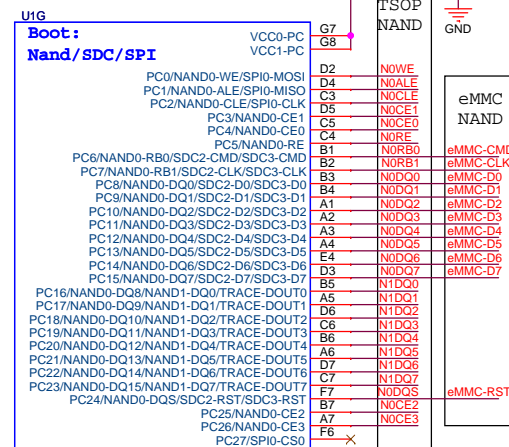 U1G
Boot:
Nand/SDC/SPI
TSOP
NAND
GND
eMMC
NAND
VCC0-PC G7
VCC1-PC G8
PC0/NAND0-WE/SPI0-MOSI D2 N0WE
PC1/NAND0-ALE/SPI0-MISO D4 N0ALE
PC2/NAND0-CLE/SPI0-CLK C3 N0CLE
PC3/NAND0-CE1 D5 N0CE1
PC4/NAND0-CE0 C5 N0CE0
PC5/NAND0-RE C4 N0RE
PC6/NAND0-RB0/SDC2-CMD/SDC3-CMD B1 N0RB0 eMMC-CMD
PC7/NAND0-RB1/SDC2-CLK/SDC3-CLK B2 N0RB1 eMMC-CLK
PC8/NAND0-DQ0/SDC2-D0/SDC3-D0 B3 N0DQ0 eMMC-D0
PC9/NAND0-DQ1/SDC2-D1/SDC3-D1 B4 N0DQ1 eMMC-D1
PC10/NAND0-DQ2/SDC2-D2/SDC3-D2 A1 N0DQ2 eMMC-D2
PC11/NAND0-DQ3/SDC2-D3/SDC3-D3 A2 N0DQ3 eMMC-D3
PC12/NAND0-DQ4/SDC2-D4/SDC3-D4 A3 N0DQ4 eMMC-D4
PC13/NAND0-DQ5/SDC2-D5/SDC3-D5 A4 N0DQ5 eMMC-D5
PC14/NAND0-DQ6/SDC2-D6/SDC3-D6 E4 N0DQ6 eMMC-D6
PC15/NAND0-DQ7/SDC2-D7/SDC3-D7 D3 N0DQ7 eMMC-D7
PC16/NAND0-DQ8/NAND1-DQ0/TRACE-DOUT0 B5 N1DQ0
PC17/NAND0-DQ9/NAND1-DQ1/TRACE-DOUT1 A5 N1DQ1
PC18/NAND0-DQ10/NAND1-DQ2/TRACE-DOUT2 D6 N1DQ2
PC19/NAND0-DQ11/NAND1-DQ3/TRACE-DOUT3 C6 N1DQ3
PC20/NAND0-DQ12/NAND1-DQ4/TRACE-DOUT4 B6 N1DQ4
PC21/NAND0-DQ13/NAND1-DQ5/TRACE-DOUT5 A6 N1DQ5
PC22/NAND0-DQ14/NAND1-DQ6/TRACE-DOUT6 D7 N1DQ6
PC23/NAND0-DQ15/NAND1-DQ7/TRACE-DOUT7 C7 N1DQ7
PC24/NAND0-DQS/SDC2-RST/SDC3-RST F7 N0DQS eMMC-RST
PC25/NAND0-CE2 B7 N0CE2
PC26/NAND0-CE3 A7 N0CE3
PC27/SPI0-CS0 F6